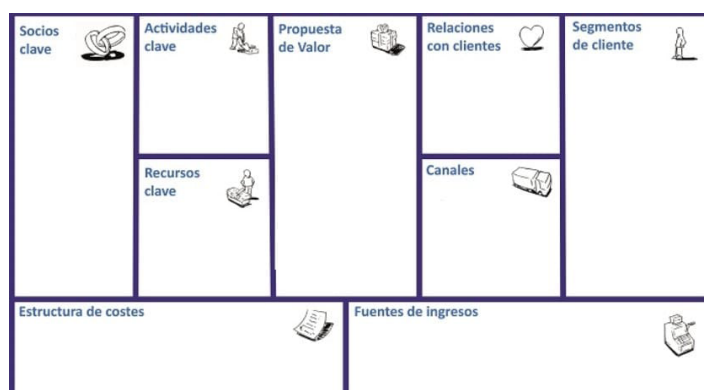 Socios
clave
Actividades
clave
Propuesta
de Valor
Relaciones
con clientes
Segmentos
de cliente
Recursos
clave
Canales
Estructura de costes
Fuentes de ingresos